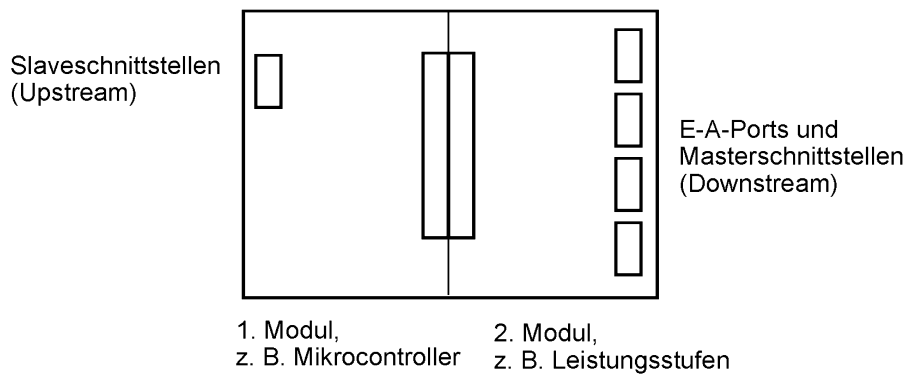 Slaveschnittstellen
(Upstream)
E-A-Ports und
Masterschnittstellen
(Downstream)
1. Modul,
z. B. Mikrocontroller
2. Modul,
z. B. Leistungsstufen